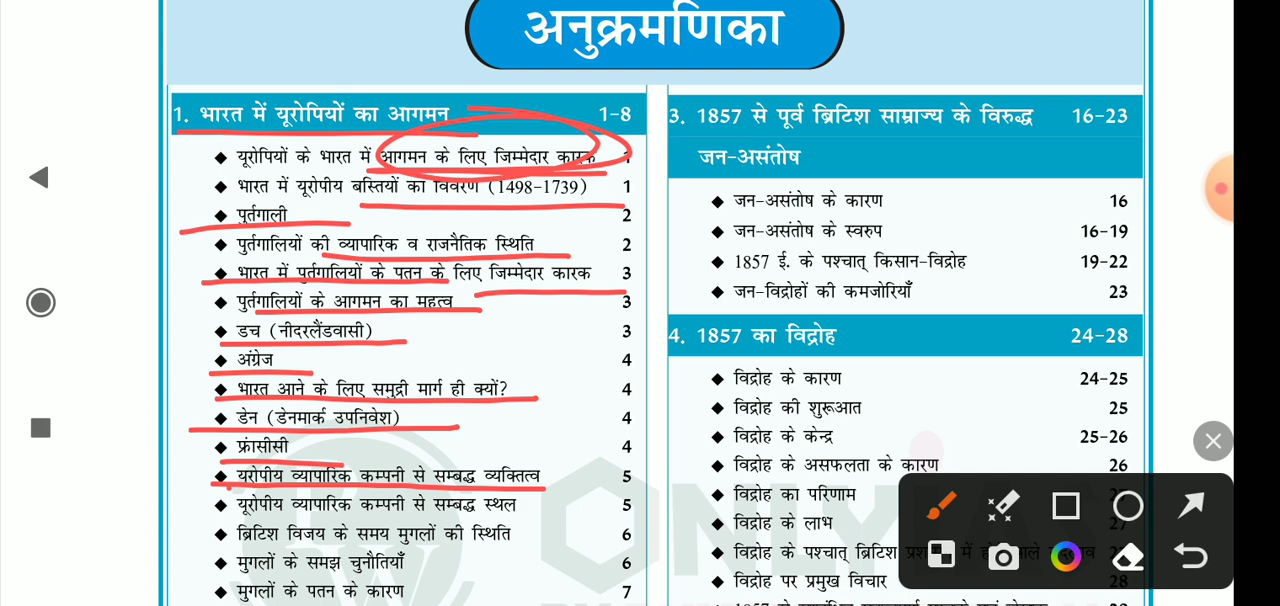 अनुक्रमणिका
1. भारत में यूरोपियों का आगमन 1-8
◆ यूरोपियों के भारत में आगमन के लिए जिम्मेदार कारक 1
◆ भारत में यूरोपीय बस्तियों का विवरण (1498-1739) 1
◆ पुर्तगाली 2
◆ पुर्तगालियों की व्यापारिक व राजनैतिक स्थिति 2
◆ भारत में पुर्तगालियों के पतन के लिए जिम्मेदार कारक 3
◆ पुर्तगालियों के आगमन का महत्व 3
◆ डच (नीदरलैंडवासी) 3
◆ अंग्रेज 4
◆ भारत आने के लिए समुद्री मार्ग ही क्यों? 4
◆ डेन (डेनमार्क उपनिवेश) 4
◆ फ्रांसीसी 4
◆ यूरोपीय व्यापारिक कम्पनी से सम्बद्ध व्यक्तित्व 5
◆ यूरोपीय व्यापारिक कम्पनी से सम्बद्ध स्थल 5
◆ ब्रिटिश विजय के समय मुगलों की स्थिति 6
◆ मुगलों के समझ चुनौतियाँ 6
◆ मुगलों के पतन के कारण 7
3. 1857 से पूर्व ब्रिटिश साम्राज्य के विरुद्ध 16-23
जन-असंतोष
◆ जन-असंतोष के कारण 16
◆ जन-असंतोष के स्वरुप 16-19
◆ 1857 ई. के पश्चात् किसान-विद्रोह 19-22
◆ जन-विद्रोहों की कमजोरियाँ 23
4. 1857 का विद्रोह 24-28
◆ विद्रोह के कारण 24-25
◆ विद्रोह की शुरूआत 25
◆ विद्रोह के केन्द्र 25-26
◆ विद्रोह के असफलता के कारण 26
◆ विद्रोह का परिणाम
◆ विद्रोह के लाभ 27
◆ विद्रोह के पश्चात् ब्रिटिश में
◆ विद्रोह पर प्रमुख विचार 28